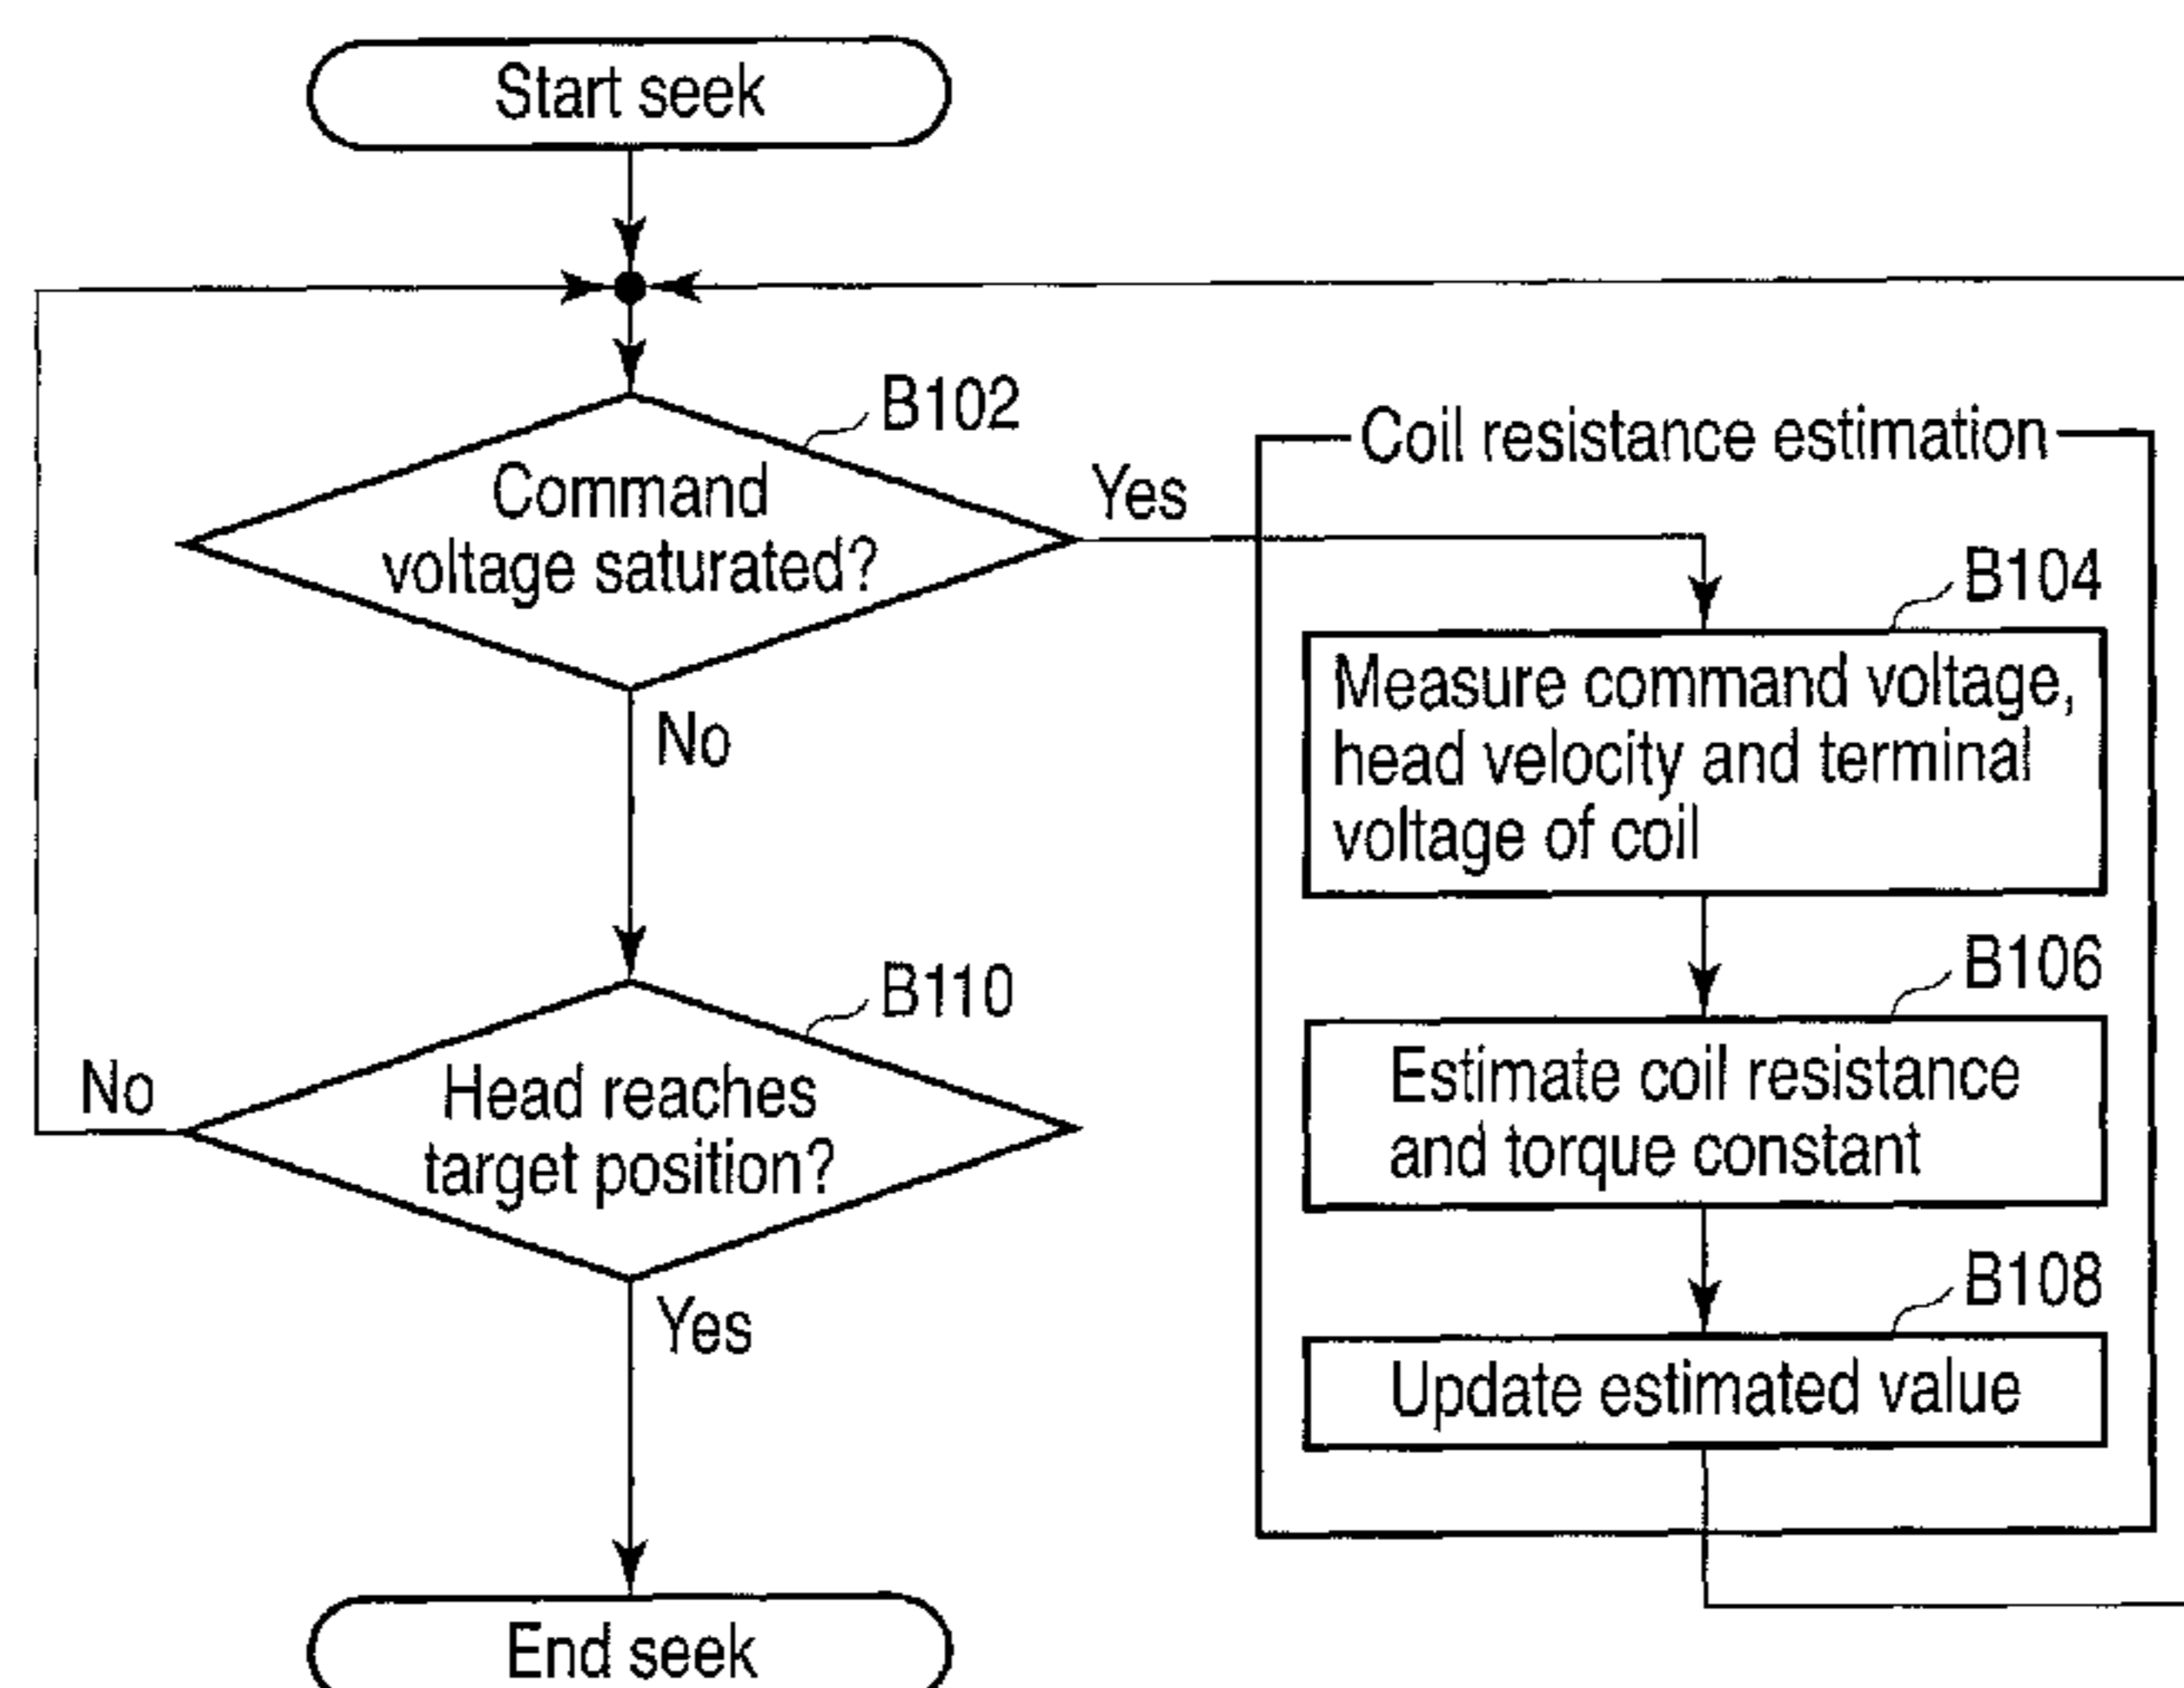 Start seek
B102
Command
voltage saturated?
Yes
No
Coil resistance estimation
B104
Measure command voltage,
head velocity and terminal
voltage of coil
B106
Estimate coil resistance
and torque constant
B108
Update estimated value
B110
Head reaches
target position?
No
Yes
End seek